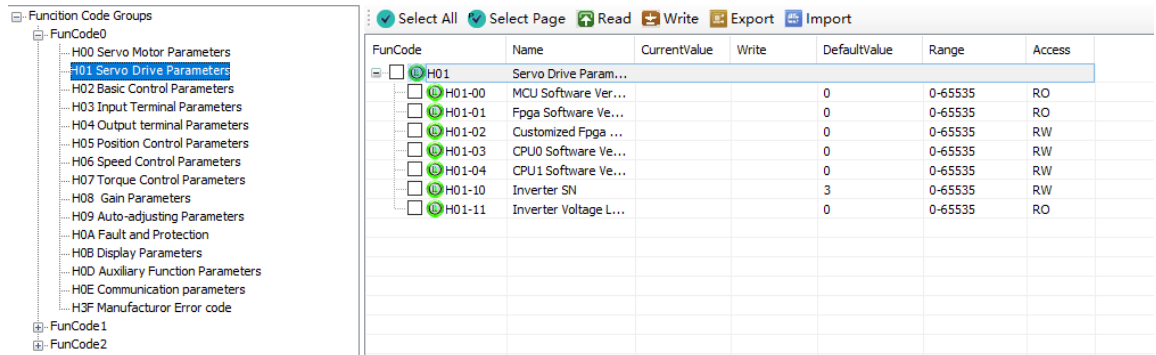 Funcition Code Groups
FunCode0
H00 Servo Motor Parameters
H01 Servo Drive Parameters
H02 Basic Control Parameters
H03 Input Terminal Parameters
H04 Output terminal Parameters
H05 Position Control Parameters
H06 Speed Control Parameters
H07 Torque Control Parameters
H08 Gain Parameters
H09 Auto-adjusting Parameters
H0A Fault and Protection
H0B Display Parameters
H0D Auxiliary Function Parameters
H0E Communication parameters
H3F Manufacturor Error code
FunCode1
FunCode2
Select All Select Page Read Write Export Import
FunCode Name CurrentValue Write DefaultValue Range Access
H01 Servo Drive Param...
H01-00 MCU Software Ver... 0 0-65535 RO
H01-01 Fpga Software Ve... 0 0-65535 RO
H01-02 Customized Fpga ... 0 0-65535 RW
H01-03 CPU0 Software Ve... 0 0-65535 RW
H01-04 CPU1 Software Ve... 0 0-65535 RW
H01-10 Inverter SN 3 0-65535 RW
H01-11 Inverter Voltage L... 0 0-65535 RO